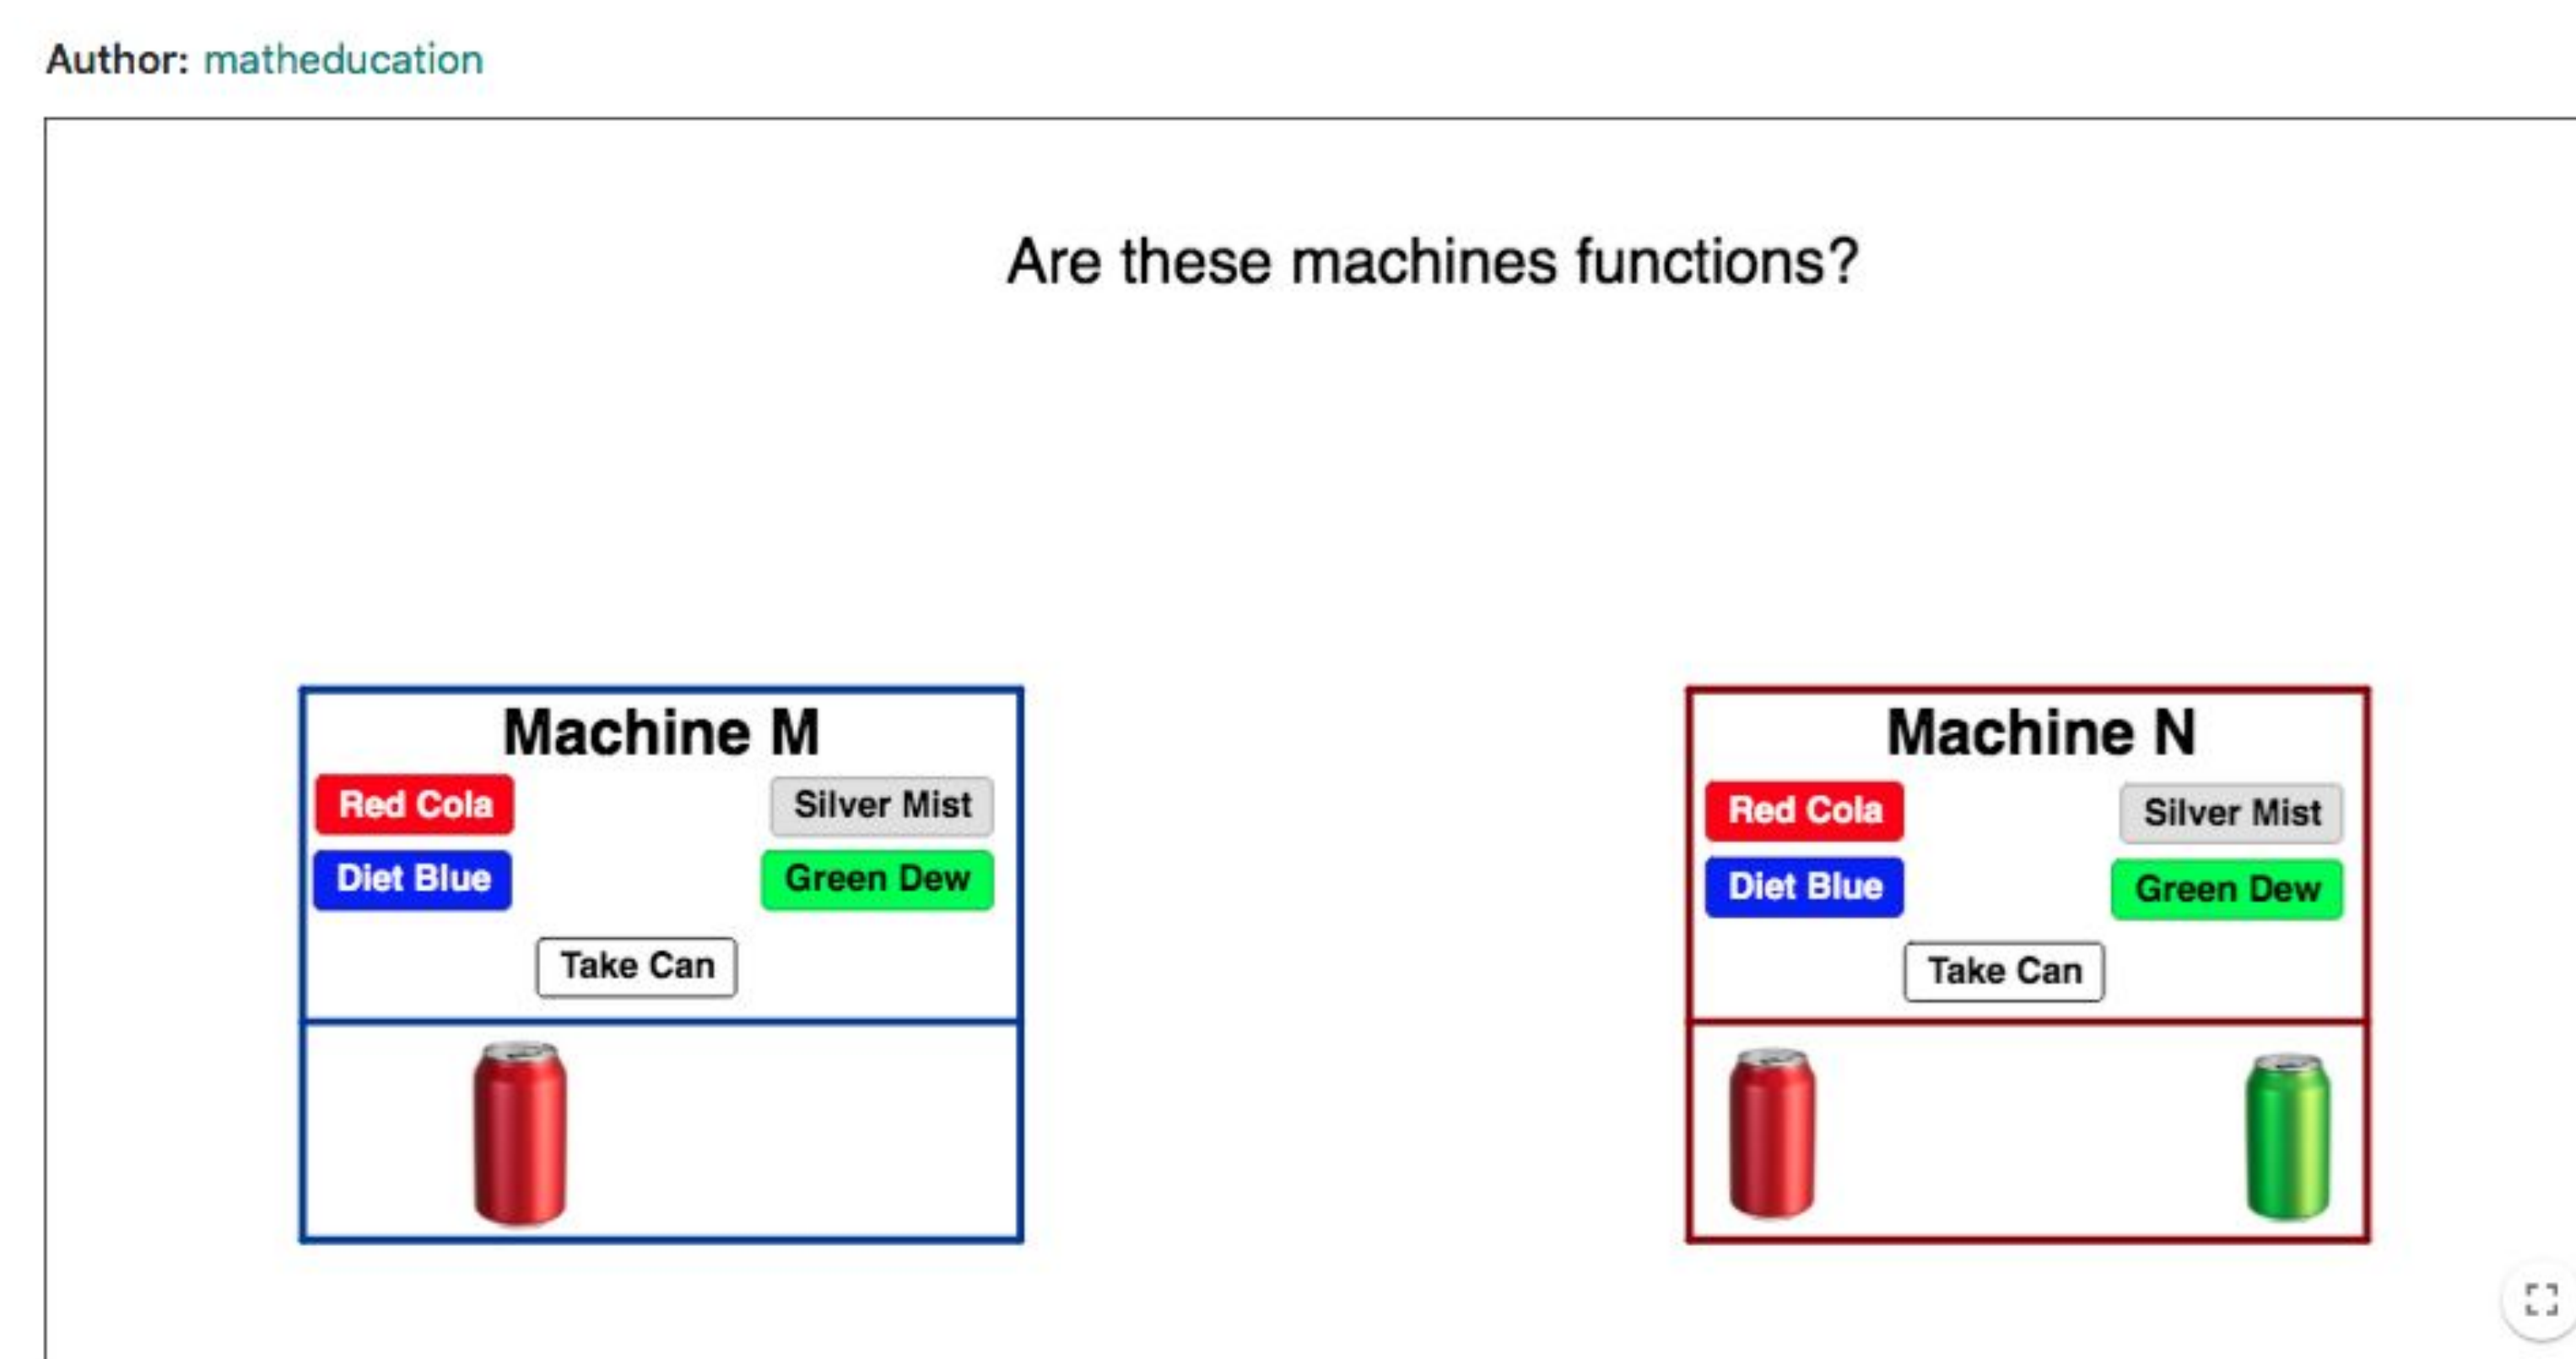 Author: matheducation
Are these machines functions?
Machine M
Red Cola
Silver Mist
Diet Blue
Green Dew
Take Can
Machine N
Red Cola
Silver Mist
Diet Blue
Green Dew
Take Can